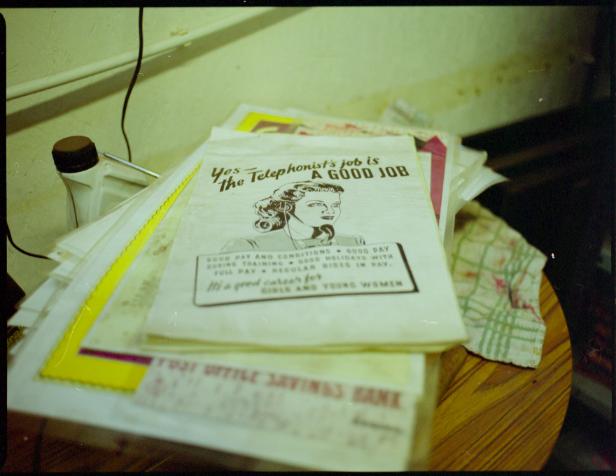 Yes—
the Telephonist's job is
A GOOD JOB
GOOD PAY AND CONDITIONS • GOOD PAY
DURING TRAINING • GOOD HOLIDAYS WITH
FULL PAY • REGULAR RISES IN PAY.
It's a good career for
GIRLS AND YOUNG WOMEN
POST OFFICE SAVINGS BANK